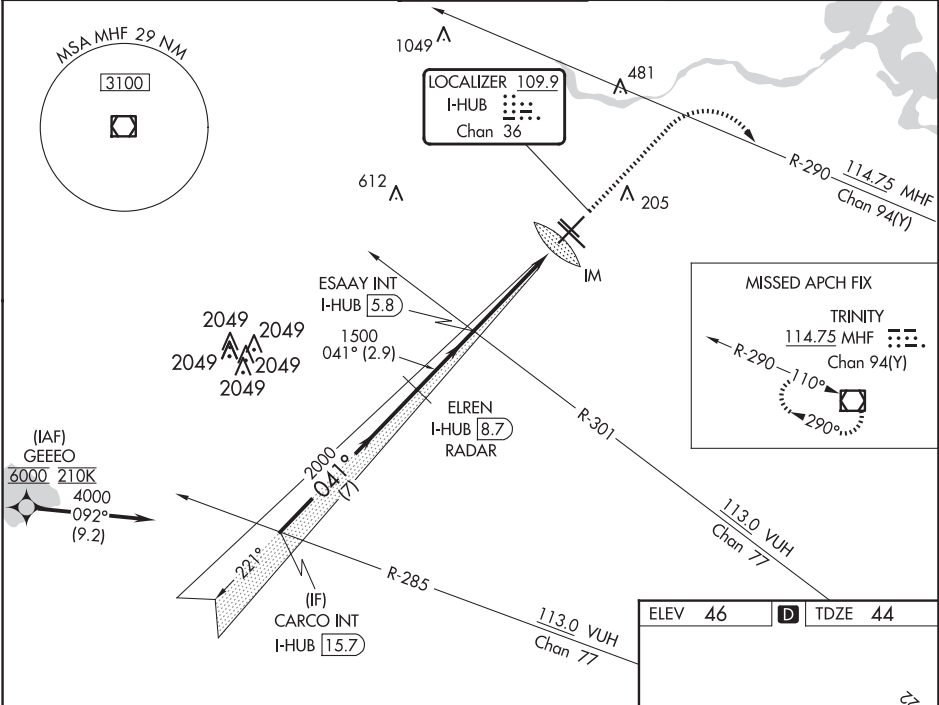 MSA MHF 29 NM
3100
1049
481
LOCALIZER 109.9
I-HUB
Chan 36
R-290
114.75 MHF
Chan 94(Y)
612
205
IM
ESAAY INT
I-HUB 5.8
1500
041° (2.9)
2049
2049
2049
2049
2049
MISSED APCH FIX
TRINITY
114.75 MHF
Chan 94(Y)
R-290
110°
290°
ELREN
I-HUB 8.7
RADAR
R-301
113.0 VUH
Chan 77
(IAF)
GEEEO
6000 210K
4000
092°
(9.2)
2000
041°
(7)
221°
(IF)
CARCO INT
I-HUB 15.7
R-285
113.0 VUH
Chan 77
ELEV 46 D TDZE 44
22